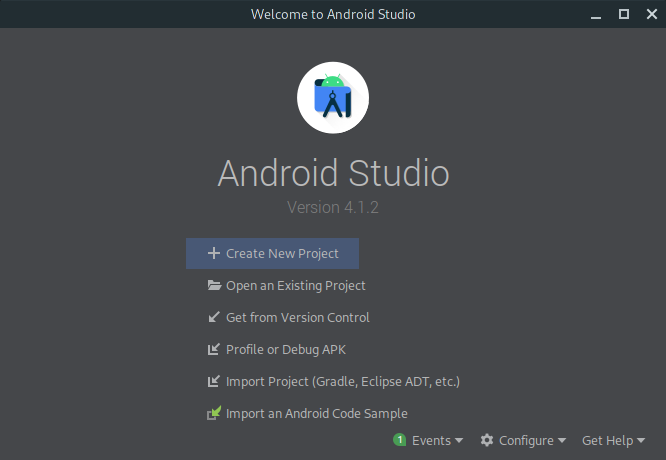 Welcome to Android Studio
Android Studio
Version 4.1.2
Create New Project
Open an Existing Project
Get from Version Control
Profile or Debug APK
Import Project (Gradle, Eclipse ADT, etc.)
Import an Android Code Sample
1 Events Configure Get Help